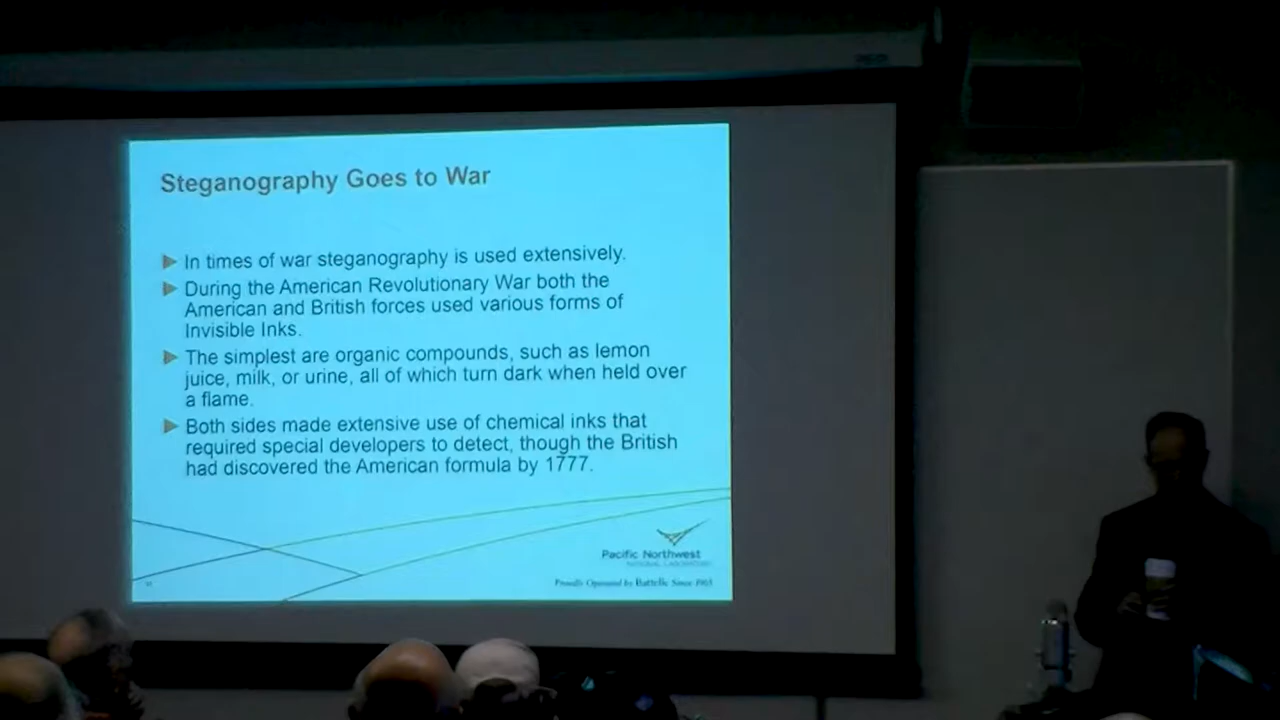 Steganography Goes to War
In times of war steganography is used extensively.
During the American Revolutionary War both the
American and British forces used various forms of
Invisible Inks.
The simplest are organic compounds, such as lemon
juice, milk, or urine, all of which turn dark when held over
a flame.
Both sides made extensive use of chemical inks that
required special developers to detect, though the British
had discovered the American formula by 1777.
Pacific Northwest
NATIONAL LABORATORY
Proudly Operated by Battelle Since 1965